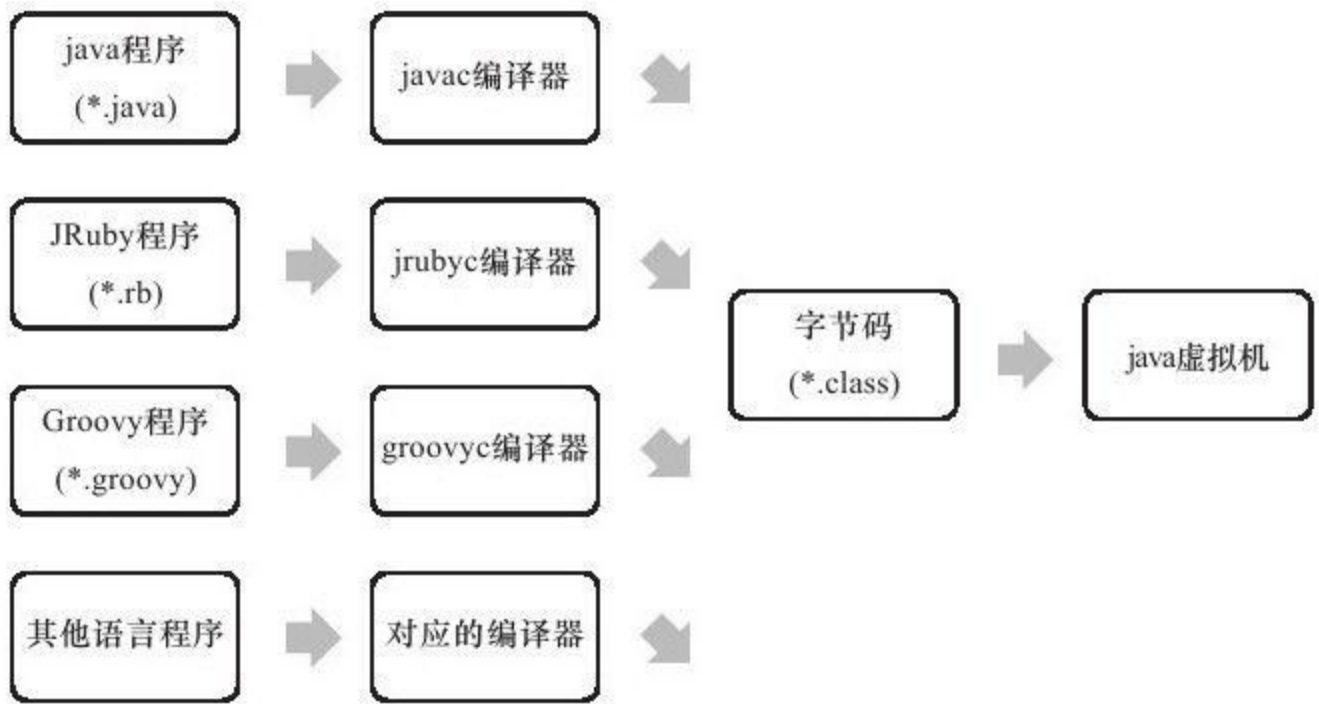 java程序
(*.java)
javac编译器
JRuby程序
(*.rb)
jrubyc编译器
字节码
(*.class)
java虚拟机
Groovy程序
(*.groovy)
groovyc编译器
其他语言程序
对应的编译器